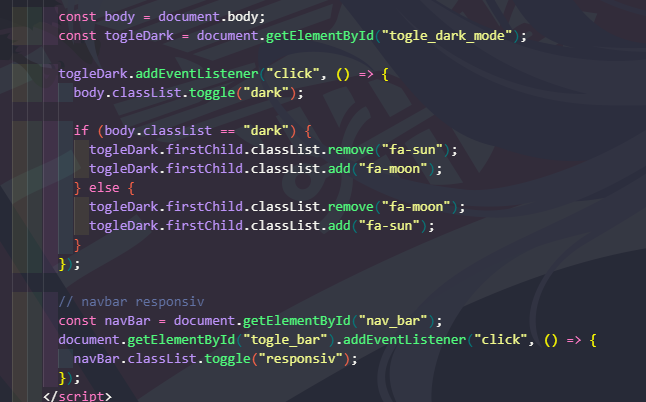 const body = document.body;
const togleDark = document.getElementById("togle_dark_mode");
togleDark.addEventListener("click", () => {
body.classList.toggle("dark");
if (body.classList == "dark") {
togleDark.firstChild.classList.remove("fa-sun");
togleDark.firstChild.classList.add("fa-moon");
} else {
togleDark.firstChild.classList.remove("fa-moon");
togleDark.firstChild.classList.add("fa-sun");
}
});
// navbar responsiv
const navBar = document.getElementById("nav_bar");
document.getElementById("togle_bar").addEventListener("click", () => {
navBar.classList.toggle("responsiv");
});
</script>